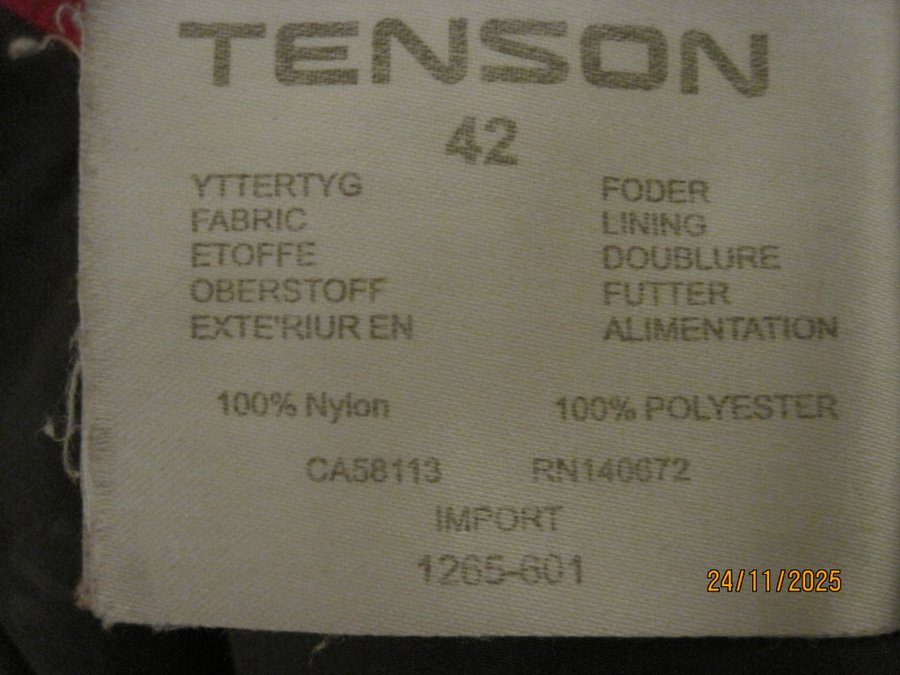 TENSON
42
YTTERTYG
FABRIC
ETOFFE
OBERSTOFF
EXTE'RIUR EN
FODER
LINING
DOUBLURE
FUTTER
ALIMENTATION
100% Nylon
100% POLYESTER
CA58113 RN140672
IMPORT
1265-601
24/11/2025